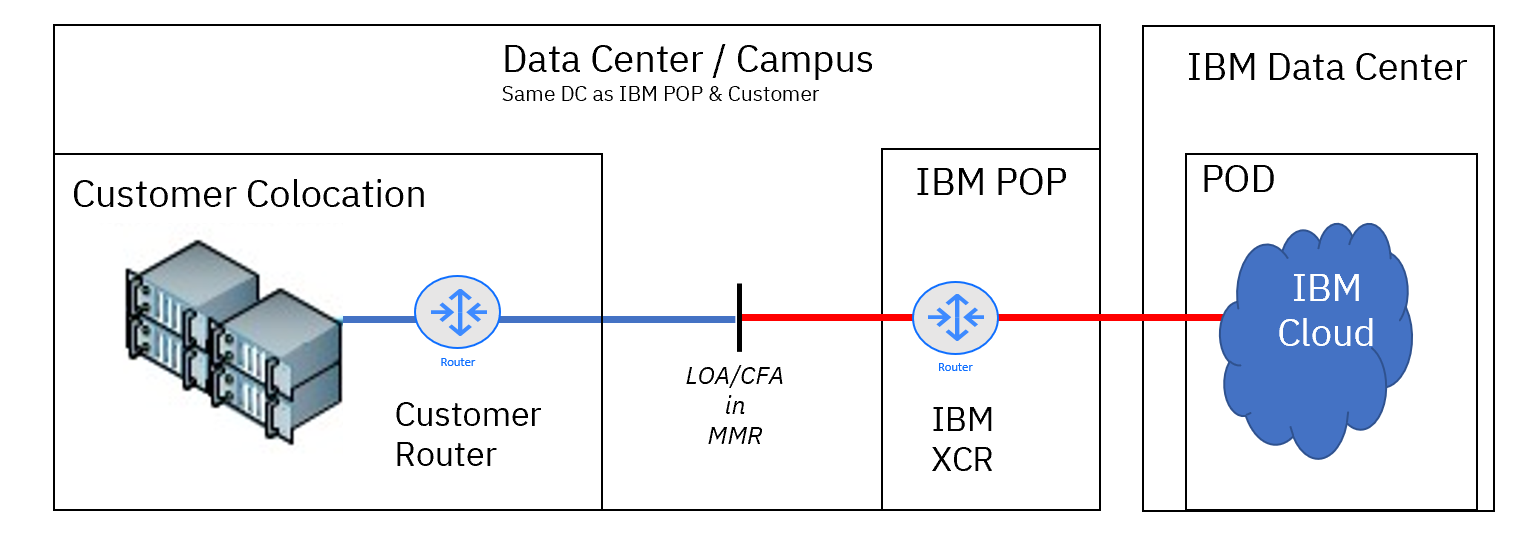 Data Center / Campus
Same DC as IBM POP & Customer
IBM Data Center
Customer Colocation
IBM POP
POD
IBM
Cloud
Router
Router
LOA/CFA
in
MMR
Customer
Router
IBM
XCR